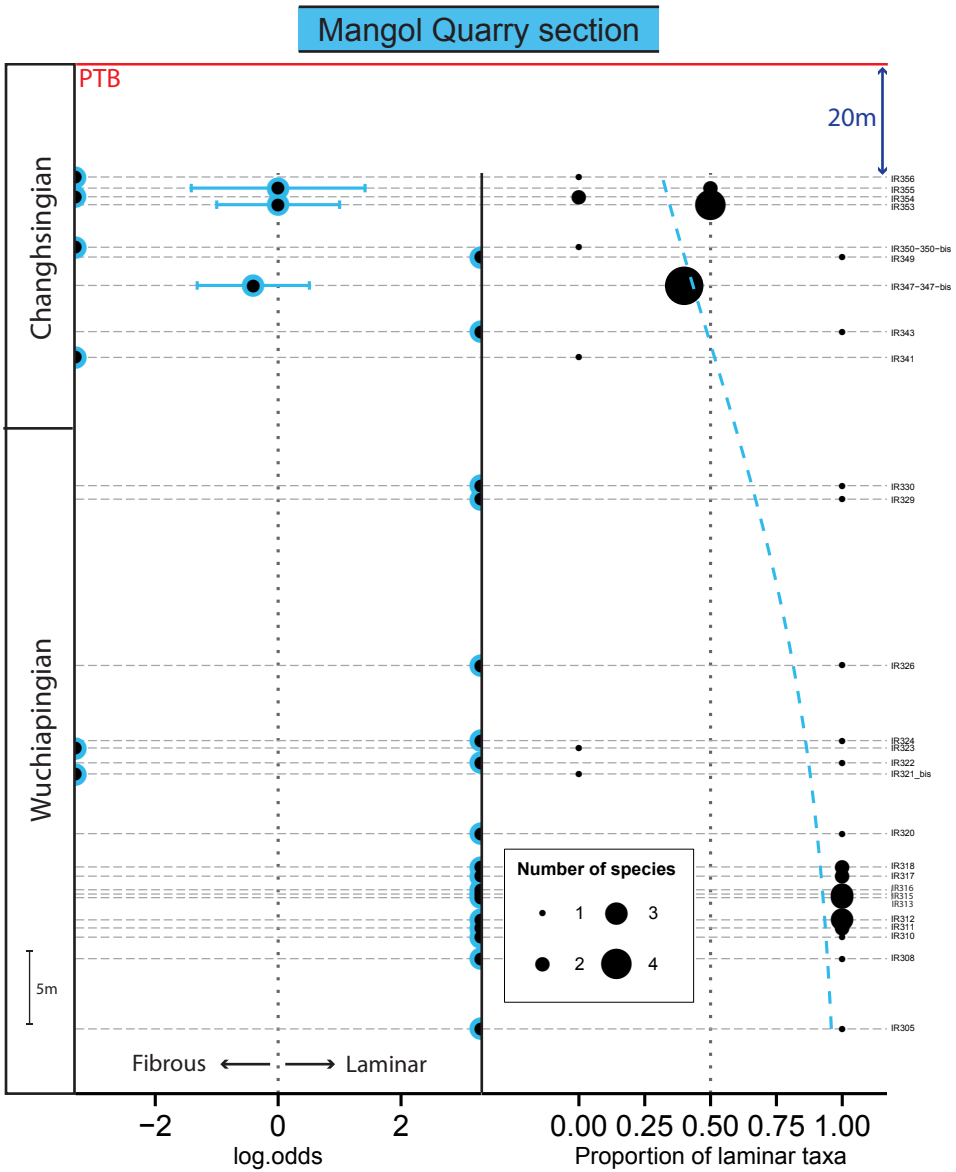 Mangol Quarry section
PTB
20m
Changhsingian
Wuchiapingian
IR356
IR355
IR354
IR353
IR350-350-bis
IR349
IR347-347-bis
IR343
IR341
IR330
IR329
IR326
IR324
IR323
IR322
IR321_bis
IR320
IR318
IR317
IR316
IR315
IR313
IR312
IR311
IR310
IR308
IR305
Number of species
1 3
2 4
5m
Fibrous Laminar
−2 0 2
log.odds
0.00 0.25 0.50 0.75 1.00
Proportion of laminar taxa